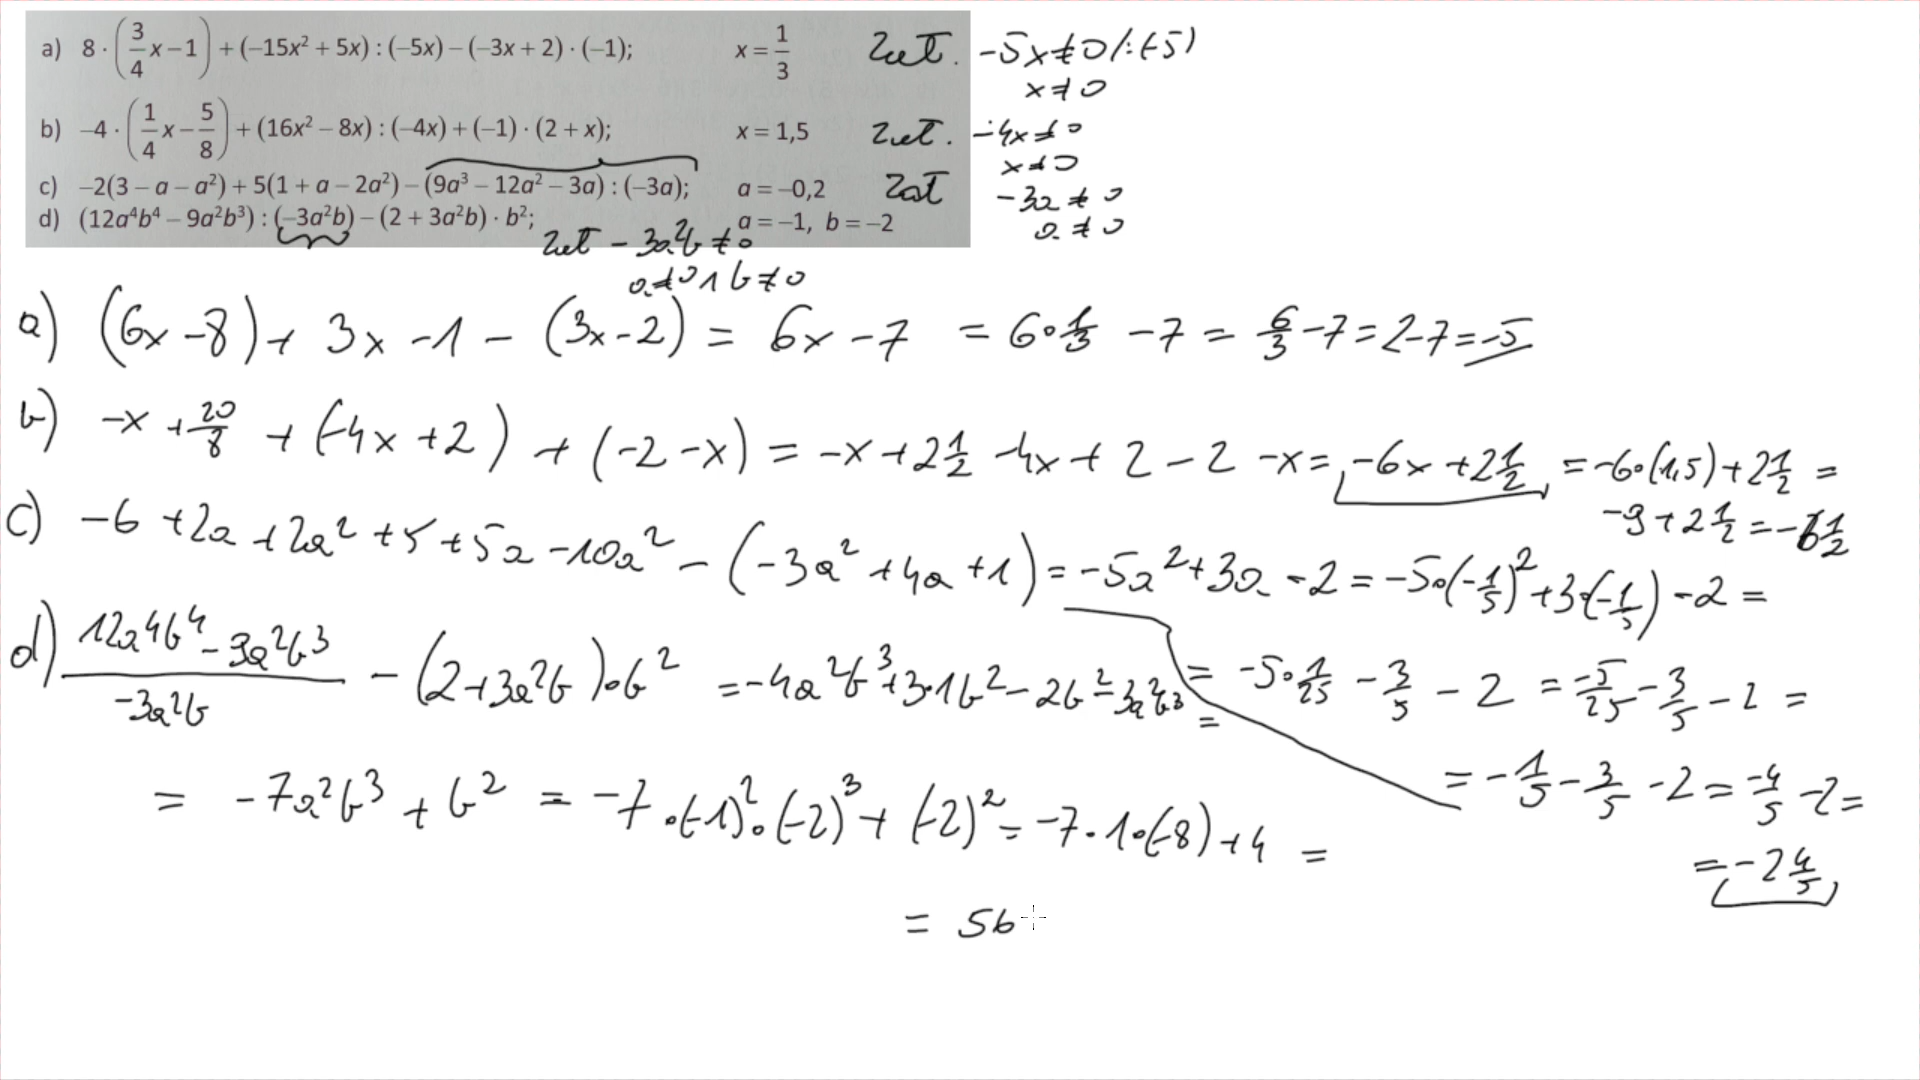 a) 8 · (3/4 x − 1) + (−15x² + 5x) : (−5x) − (−3x + 2) · (−1); x = 1/3 Zał. −5x ≠ 0 /:(−5)
x ≠ 0
b) −4 · (1/4 x − 5/8) + (16x² − 8x) : (−4x) + (−1) · (2 + x); x = 1,5 Zał. −4x ≠ 0
x ≠ 0
c) −2(3 − a − a²) + 5(1 + a − 2a²) − (9a³ − 12a² − 3a) : (−3a); a = −0,2 Zał −3a ≠ 0
a ≠ 0
d) (12a⁴b⁴ − 9a²b³) : (−3a²b) − (2 + 3a²b) · b²; a = −1, b = −2
Zał −3a²b ≠ 0
a ≠ 0 ∧ b ≠ 0
a) (6x − 8) + 3x − 1 − (3x − 2) = 6x − 7 = 6 · 1/3 − 7 = 6/3 − 7 = 2 − 7 = −5
b) −x + 20/8 + (−4x + 2) + (−2 − x) = −x + 2 1/2 − 4x + 2 − 2 − x = −6x + 2 1/2 = −6 · (1,5) + 2 1/2 =
−9 + 2 1/2 = −6 1/2
c) −6 + 2a + 2a² + 5 + 5a − 10a² − (−3a² + 4a + 1) = −5a² + 3a − 2 = −5 · (−1/5)² + 3 · (−1/5) − 2 =
= −5 · 1/25 − 3/5 − 2 = −5/25 − 3/5 − 2 =
= −1/5 − 3/5 − 2 = −4/5 − 2 =
= −2 4/5
d) (12a⁴b⁴ − 9a²b³)/(−3a²b) − (2 + 3a²b) · b² = −4a²b³ + 3 · 1b² − 2b² − 3a²b³ =
= −7a²b³ + b² = −7 · (−1)² · (−2)³ + (−2)² = −7 · 1 · (−8) + 4 =
= 56